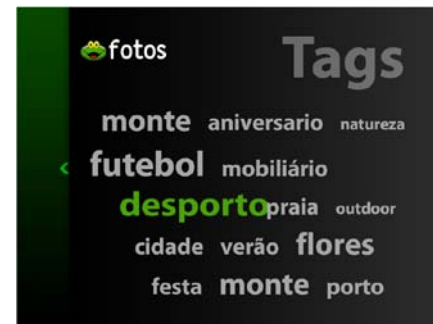 fotos
Tags
monte aniversario natureza
futebol mobiliário
desporto praia outdoor
cidade verão flores
festa monte porto